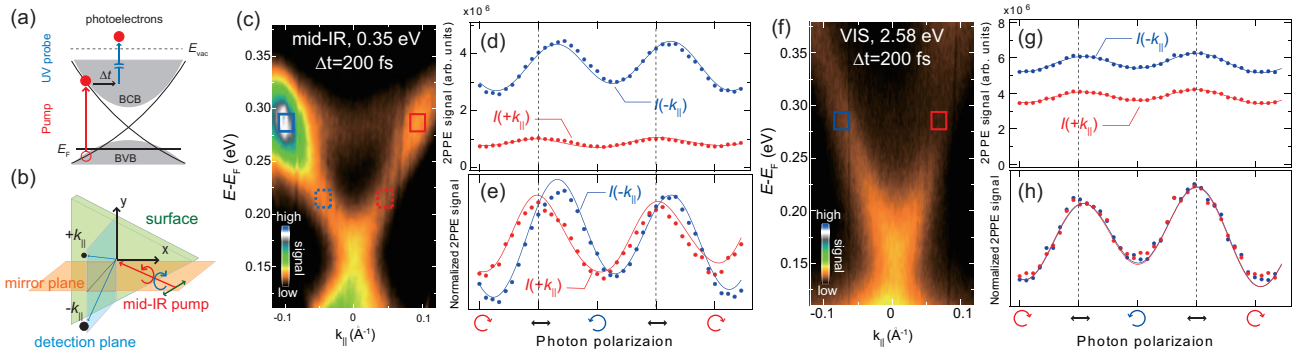 (a)
photoelectrons
UV probe
E_vac
Δt
Pump
BCB
E_F
BVB
(b)
y
surface
+k_||
x
mirror plane
mid-IR pump
-k_||
detection plane
(c)
mid-IR, 0.35 eV
Δt=200 fs
E-E_F (eV)
0.35
0.30
0.25
0.20
0.15
high
signal
low
-0.1
0
0.1
k_|| (Å⁻¹)
×10⁶
(d)
2PPE signal (arb. units)
6
4
2
0
I(-k_||)
I(+k_||)
(e)
Normalized 2PPE signal
I(-k_||)
I(+k_||)
Photon polarizaion
(f)
VIS, 2.58 eV
Δt=200 fs
E-E_F (eV)
0.35
0.30
0.25
0.20
0.15
high
signal
low
-0.1
0
0.1
k_|| (Å⁻¹)
×10⁶
(g)
2PPE signal (arb. units)
8
6
4
2
0
I(-k_||)
I(+k_||)
(h)
Normalized 2PPE signal
Photon polarizaion